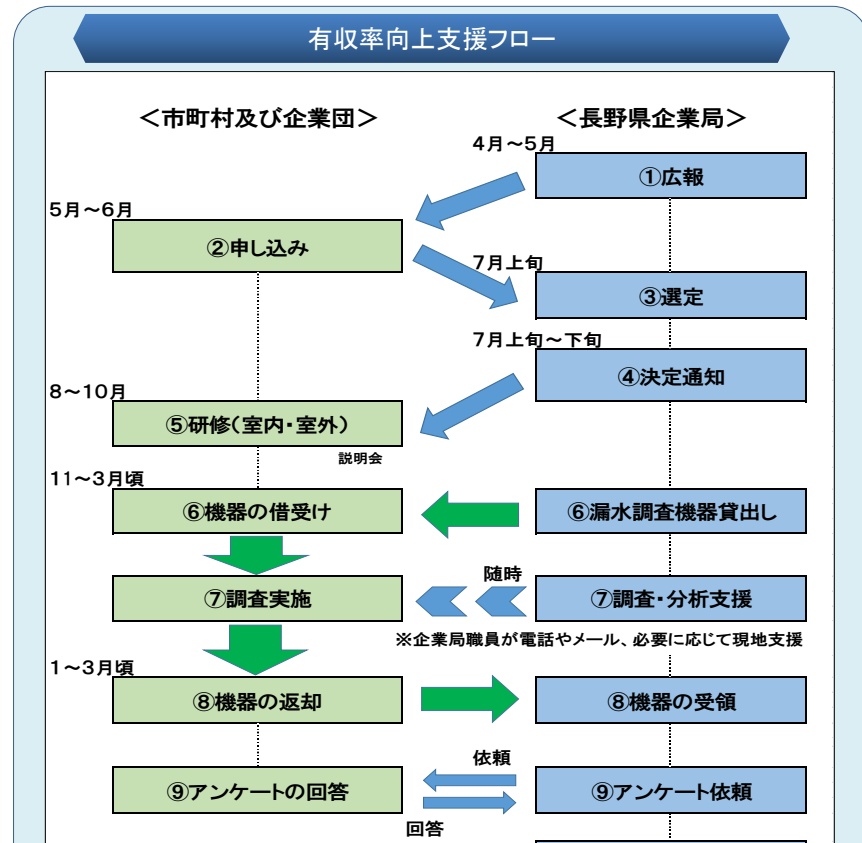 有収率向上支援フロー
＜市町村及び企業団＞
＜長野県企業局＞
4月～5月
①広報
5月～6月
②申し込み
7月上旬
③選定
7月上旬～下旬
④決定通知
8～10月
⑤研修(室内・室外)
説明会
11～3月頃
⑥機器の借受け
⑥漏水調査機器貸出し
随時
⑦調査実施
⑦調査・分析支援
※企業局職員が電話やメール、必要に応じて現地支援
1～3月頃
⑧機器の返却
⑧機器の受領
依頼
⑨アンケートの回答
⑨アンケート依頼
回答